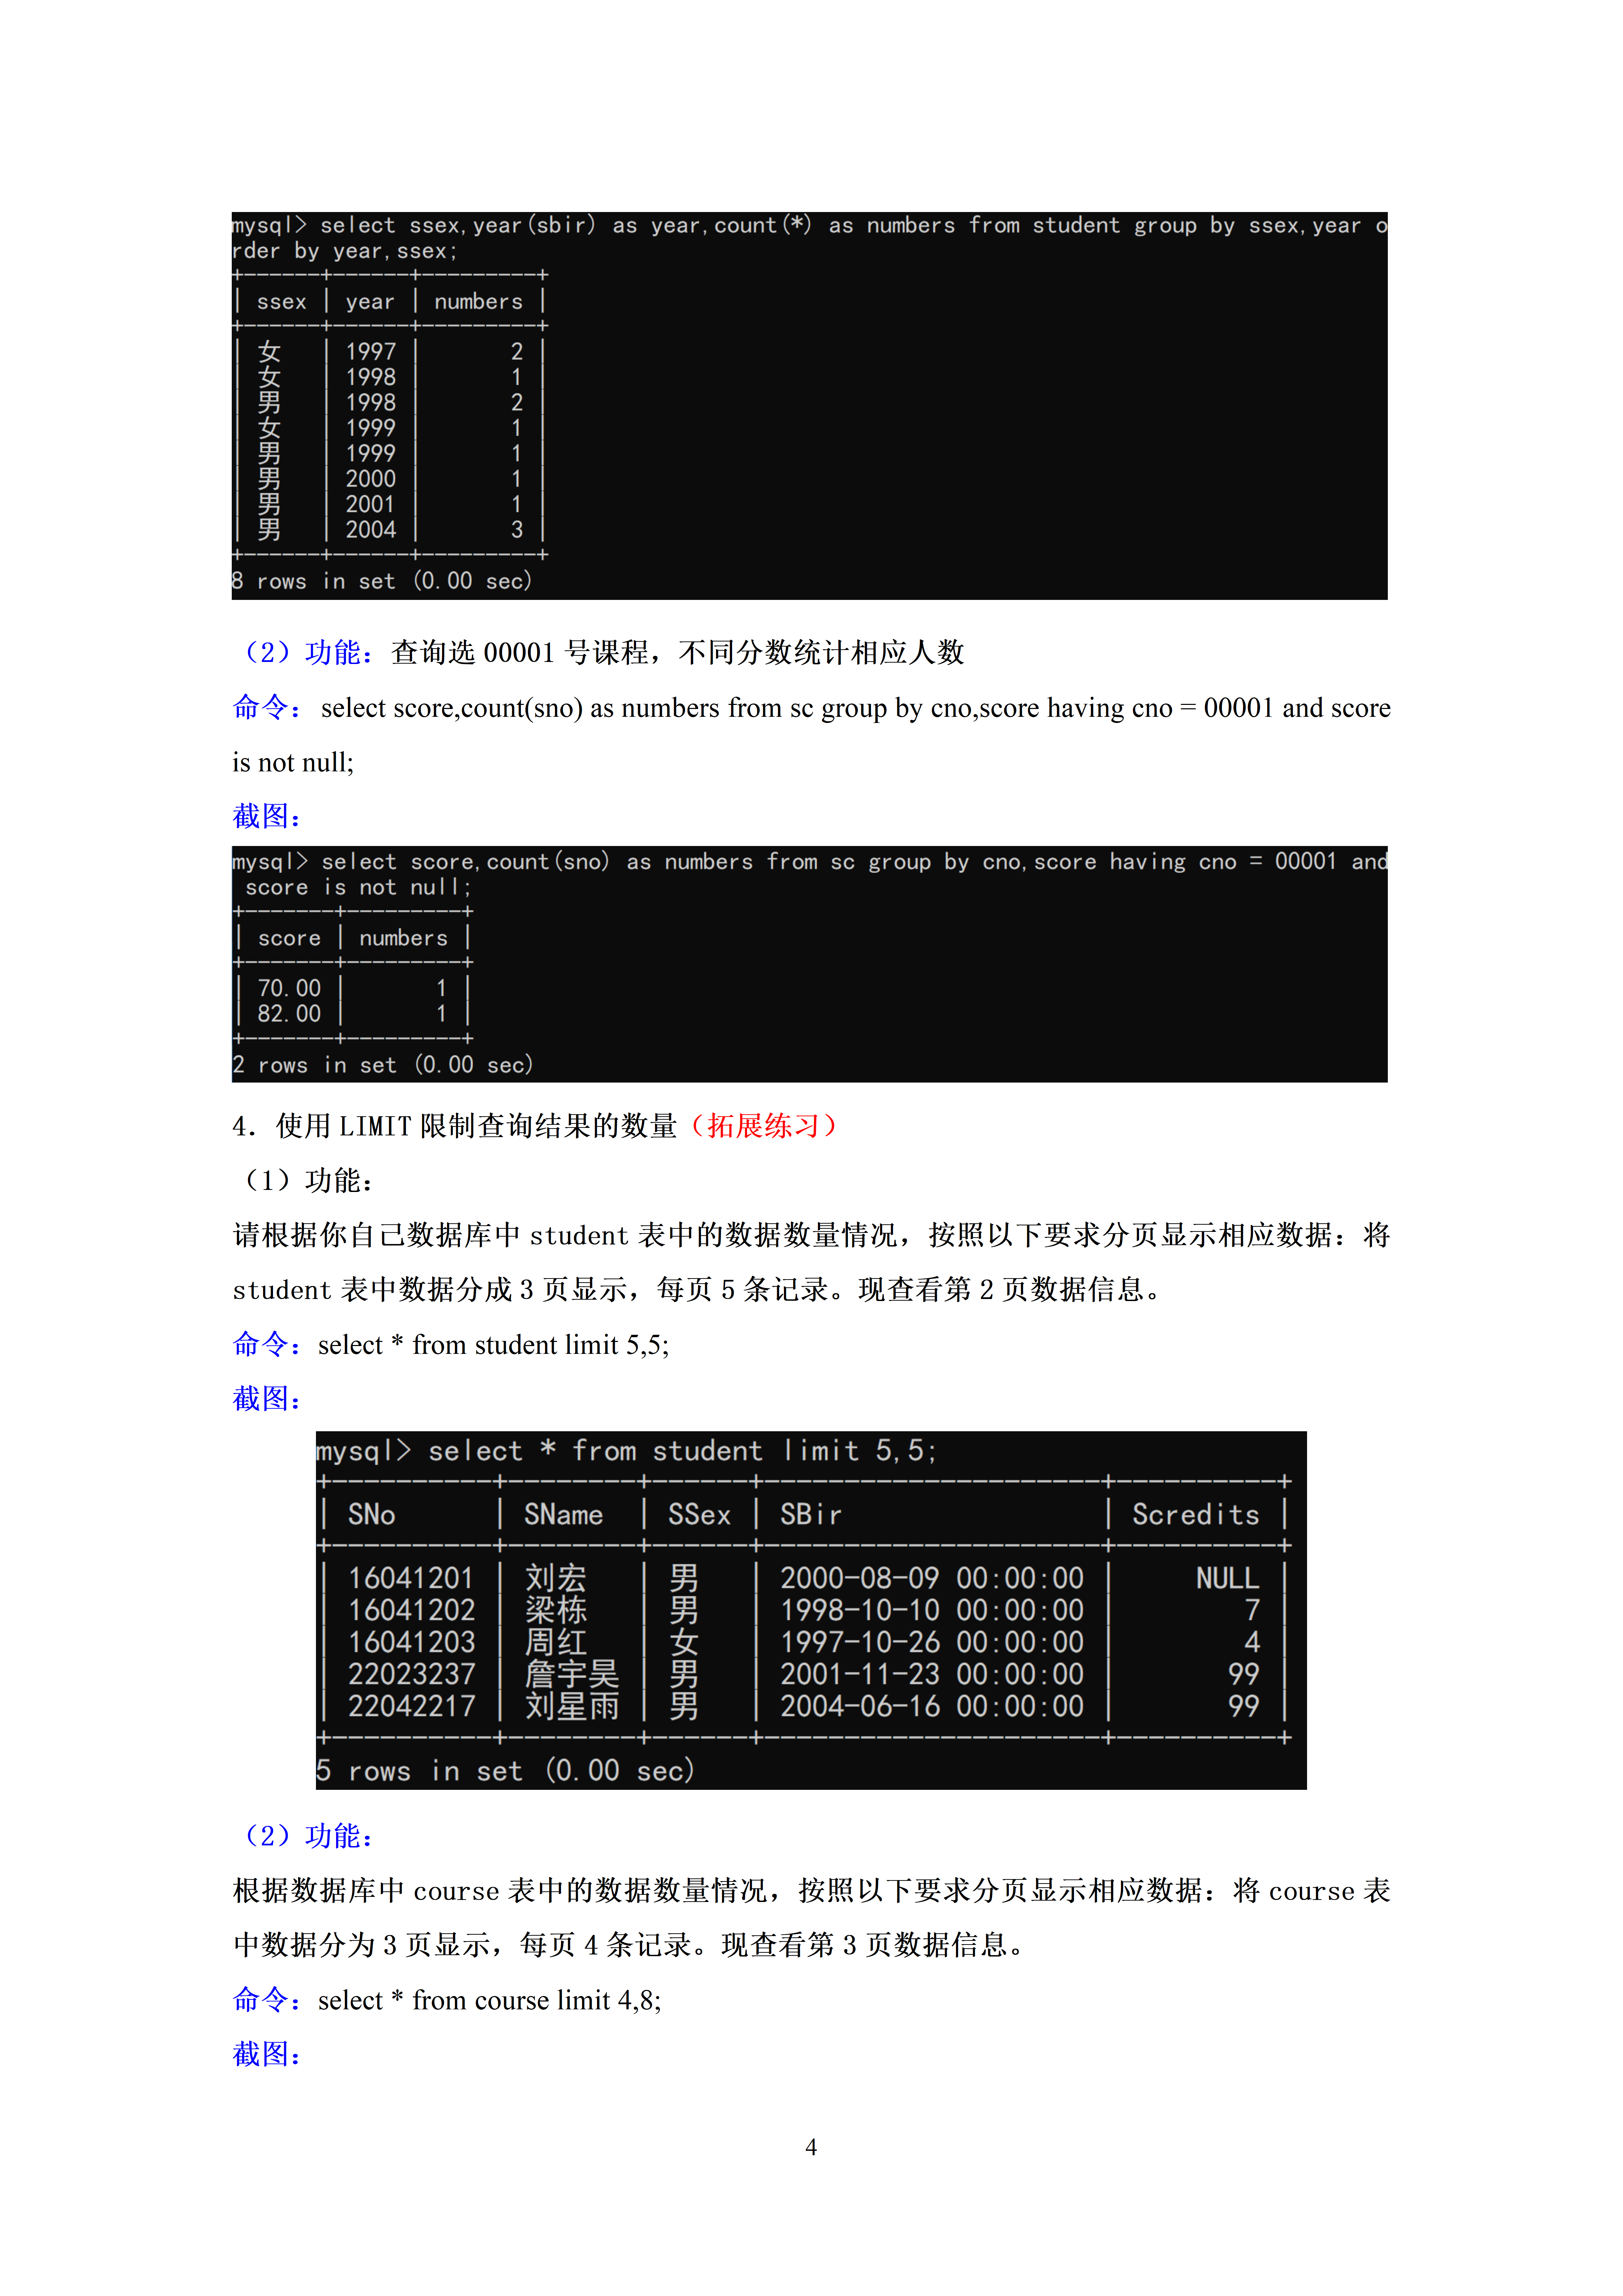 mysql> select ssex,year(sbir) as year,count(*) as numbers from student group by ssex,year o
rder by year,ssex;
+------+------+---------+
| ssex | year | numbers |
+------+------+---------+
| 女   | 1997 |       2 |
| 女   | 1998 |       1 |
| 男   | 1998 |       2 |
| 女   | 1999 |       1 |
| 男   | 1999 |       1 |
| 男   | 2000 |       1 |
| 男   | 2001 |       1 |
| 男   | 2004 |       3 |
+------+------+---------+
8 rows in set (0.00 sec)
（2）功能：查询选 00001 号课程，不同分数统计相应人数
命令：select score,count(sno) as numbers from sc group by cno,score having cno = 00001 and score
is not null;
截图：
mysql> select score,count(sno) as numbers from sc group by cno,score having cno = 00001 and
 score is not null;
+-------+---------+
| score | numbers |
+-------+---------+
| 70.00 |       1 |
| 82.00 |       1 |
+-------+---------+
2 rows in set (0.00 sec)
4．使用 LIMIT 限制查询结果的数量（拓展练习）
（1）功能：
请根据你自己数据库中 student 表中的数据数量情况，按照以下要求分页显示相应数据：将
student 表中数据分成 3 页显示，每页 5 条记录。现查看第 2 页数据信息。
命令：select * from student limit 5,5;
截图：
mysql> select * from student limit 5,5;
+----------+--------+------+---------------------+----------+
| SNo      | SName  | SSex | SBir                | Scredits |
+----------+--------+------+---------------------+----------+
| 16041201 | 刘宏   | 男   | 2000-08-09 00:00:00 |     NULL |
| 16041202 | 梁栋   | 男   | 1998-10-10 00:00:00 |        7 |
| 16041203 | 周红   | 女   | 1997-10-26 00:00:00 |        4 |
| 22023237 | 詹宇昊 | 男   | 2001-11-23 00:00:00 |       99 |
| 22042217 | 刘星雨 | 男   | 2004-06-16 00:00:00 |       99 |
+----------+--------+------+---------------------+----------+
5 rows in set (0.00 sec)
（2）功能：
根据数据库中 course 表中的数据数量情况，按照以下要求分页显示相应数据：将 course 表
中数据分为 3 页显示，每页 4 条记录。现查看第 3 页数据信息。
命令：select * from course limit 4,8;
截图：
4